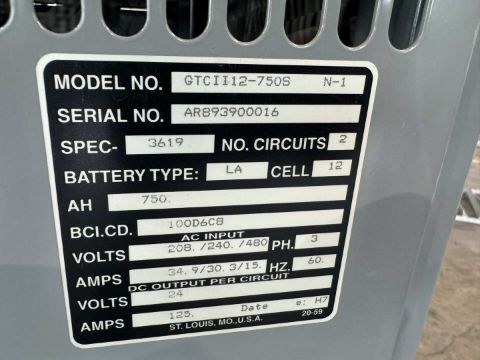 MODEL NO. GTCII12-750S N-1
SERIAL NO. AR893900016
SPEC- 3619 NO. CIRCUITS 2
BATTERY TYPE: LA CELL 12
AH 750.
BCI.CD. 100D6C8
AC INPUT
VOLTS 208. /240. /480 PH. 3
AMPS 34. 9/30. 3/15. HZ. 60.
DC OUTPUT PER CIRCUIT
VOLTS 24
AMPS 125. Date e: H7
ST. LOUIS, MO., U.S.A. 20-59